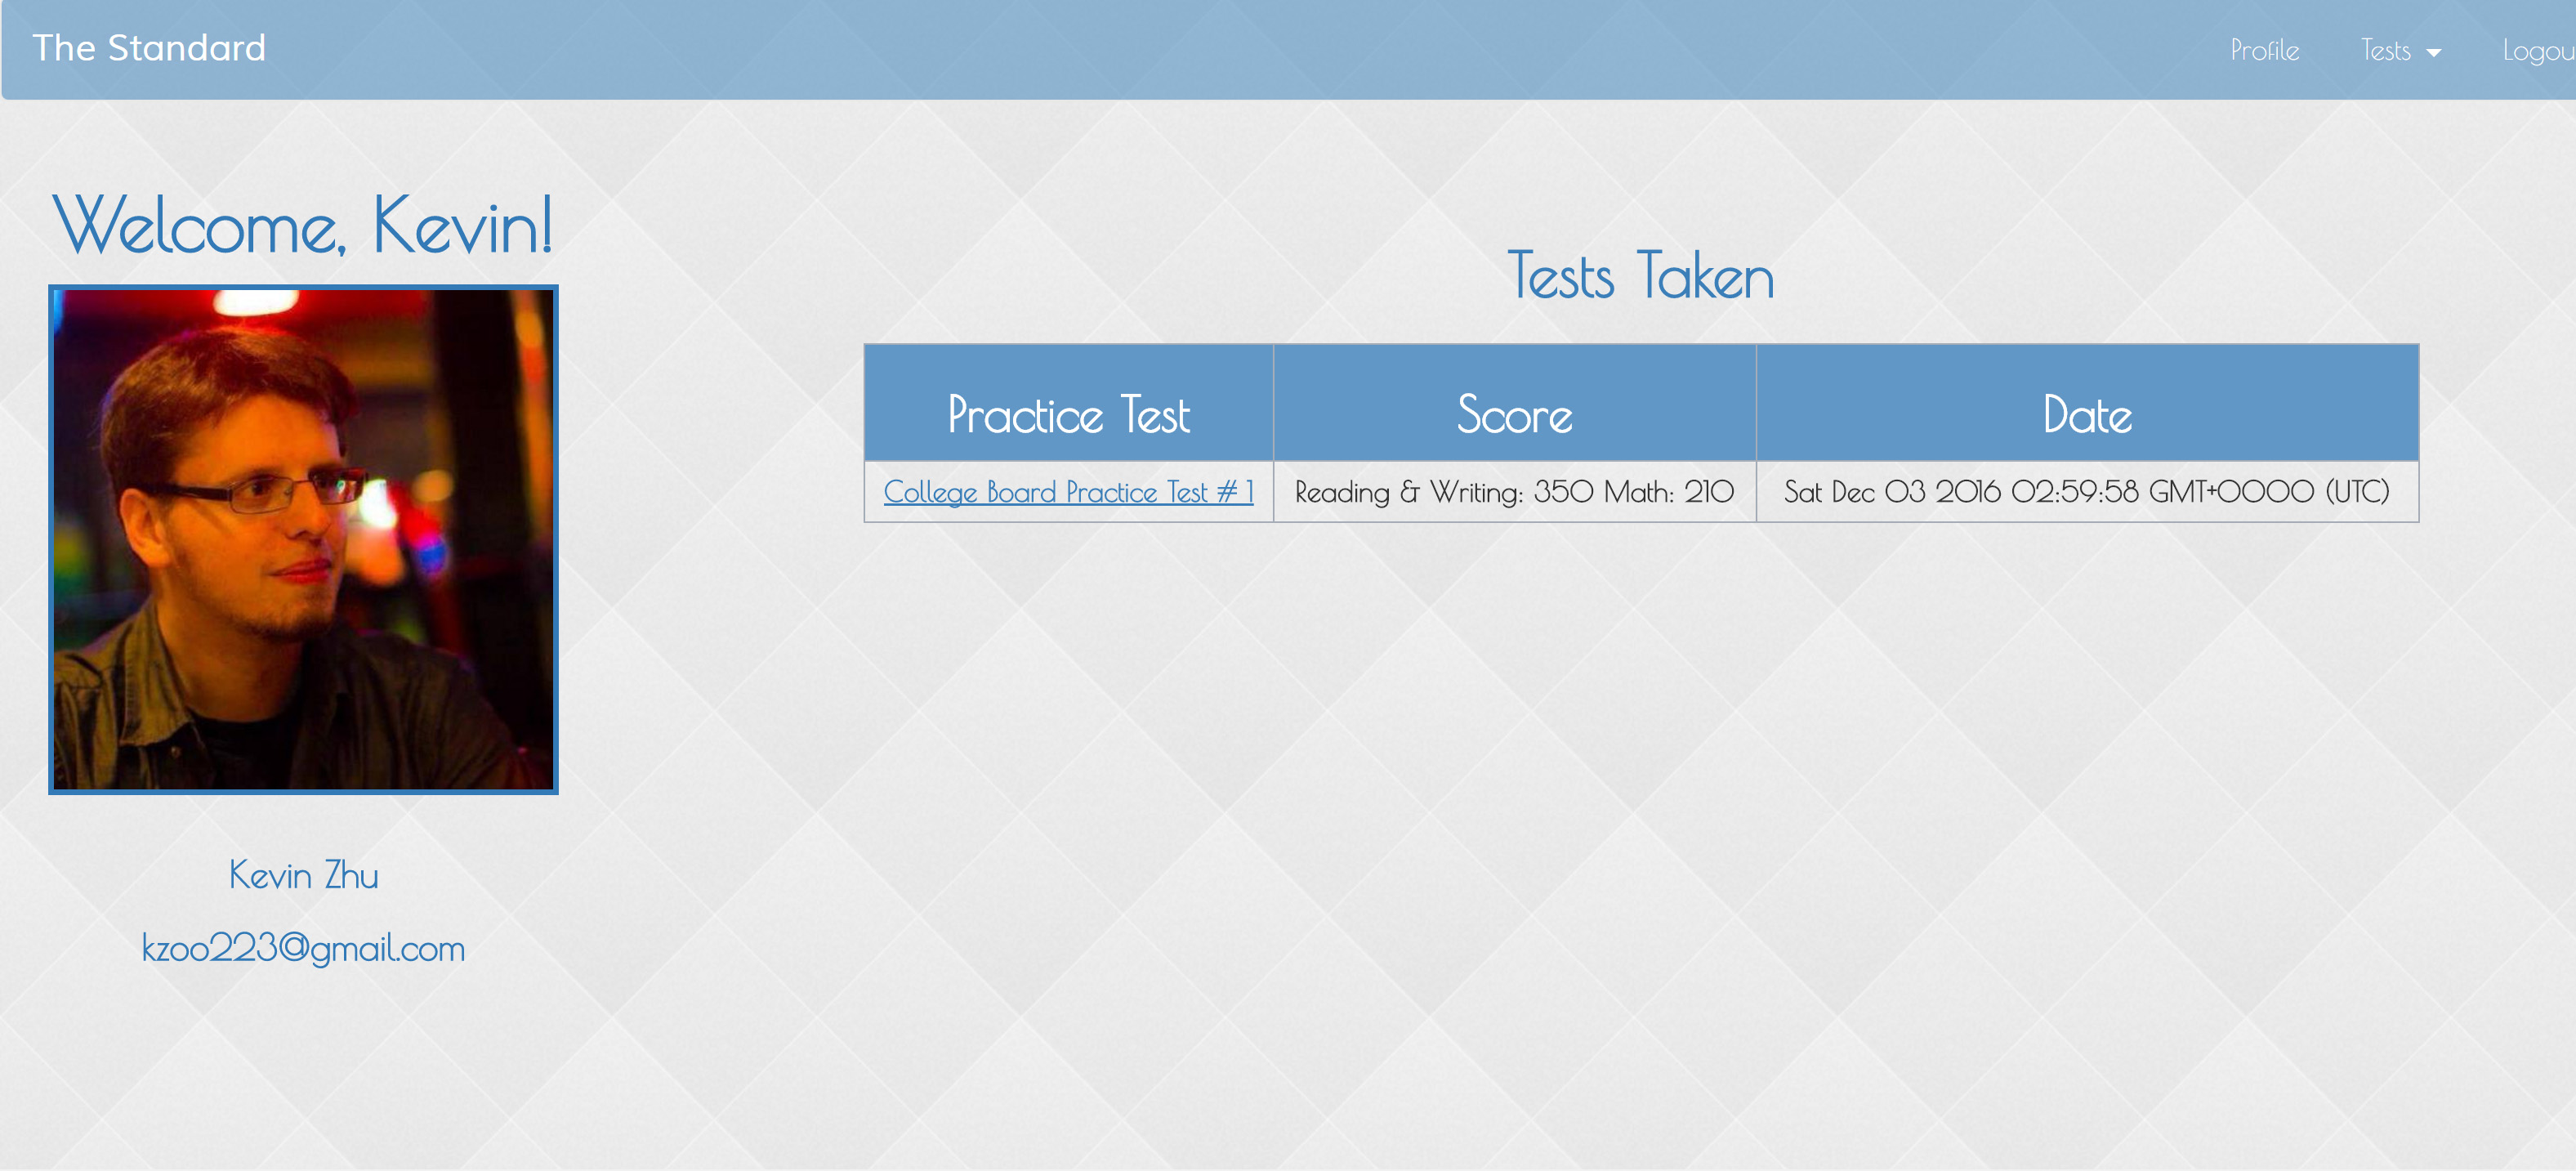 The Standard
Profile Tests Logou
Welcome, Kevin!
Tests Taken
Practice Test Score Date
College Board Practice Test # 1 Reading & Writing: 350 Math: 210 Sat Dec 03 2016 02:59:58 GMT+0000 (UTC)
Kevin Zhu
kzoo223@gmail.com